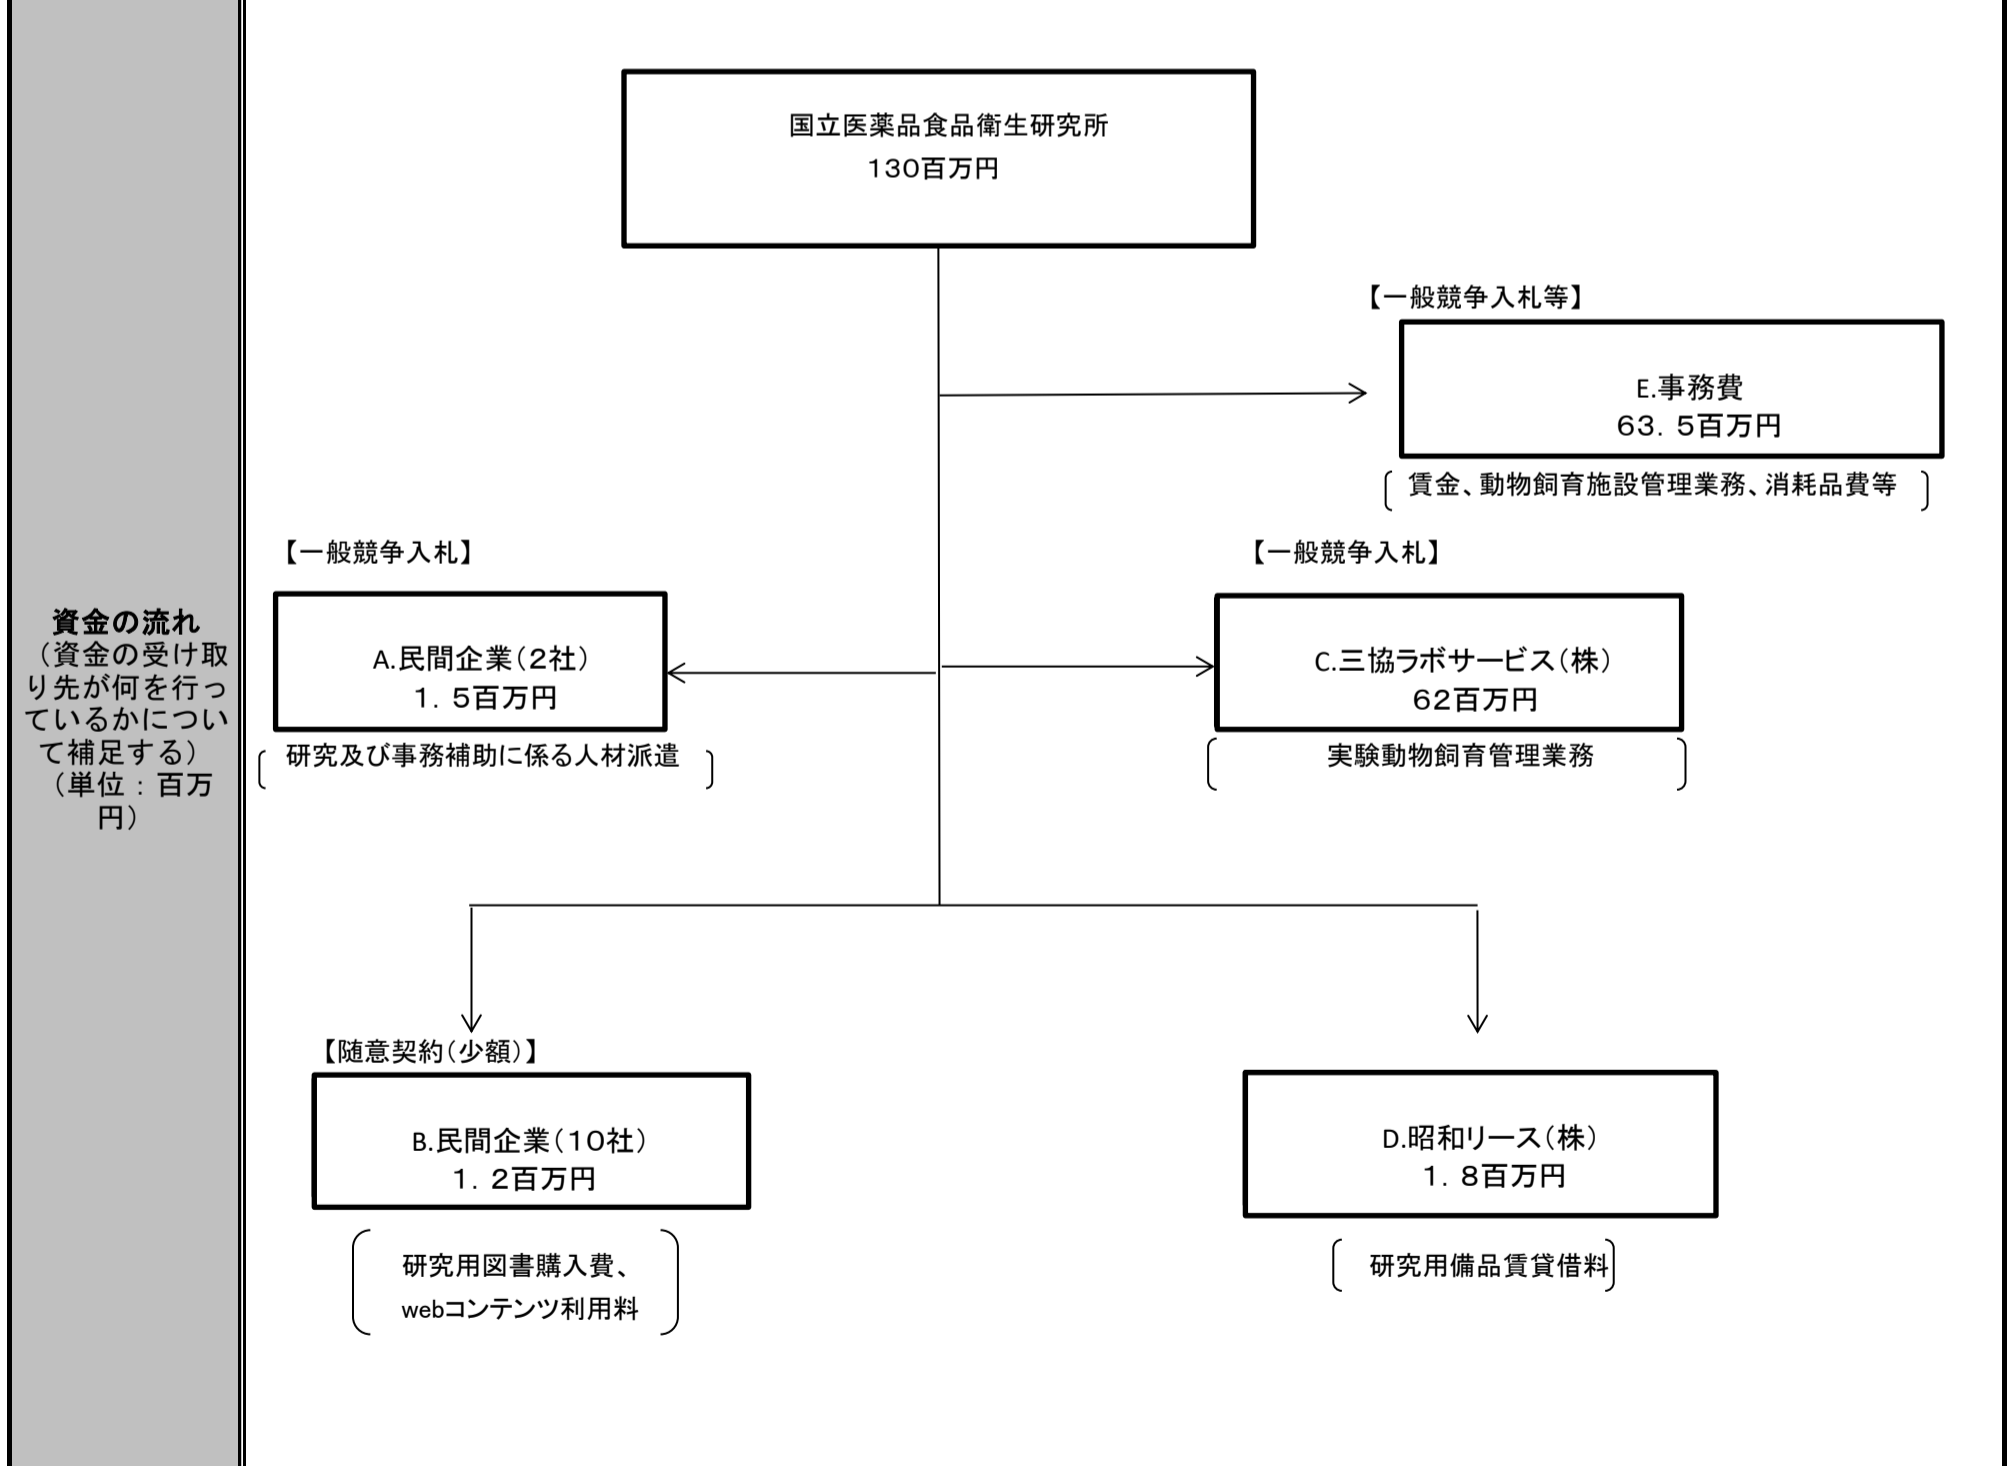 資金の流れ
（資金の受け取
り先が何を行っ
ているかについ
て補足する）
（単位：百万
円）
国立医薬品食品衛生研究所
130百万円
【一般競争入札等】
E.事務費
63．5百万円
賃金、動物飼育施設管理業務、消耗品費等
【一般競争入札】
A.民間企業（2社）
1．5百万円
研究及び事務補助に係る人材派遣
【一般競争入札】
C.三協ラボサービス（株）
62百万円
実験動物飼育管理業務
【随意契約（少額）】
B.民間企業（10社）
1．2百万円
研究用図書購入費、
webコンテンツ利用料
D.昭和リース（株）
1．8百万円
研究用備品賃貸借料